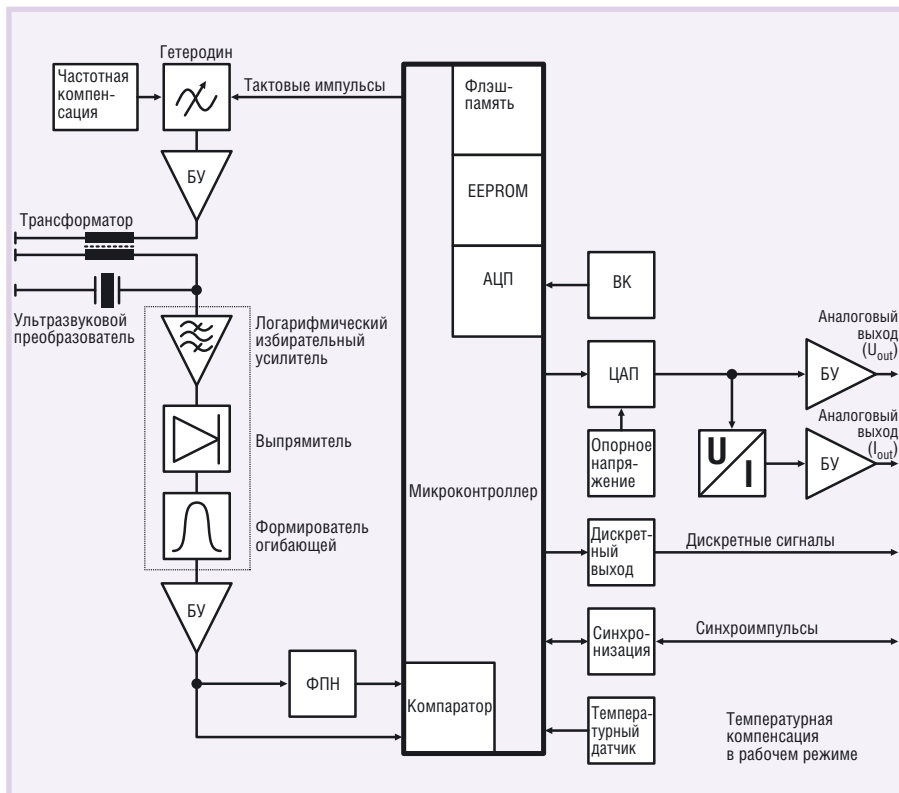 Гетеродин
Частотная
компен-
сация
Тактовые импульсы
Флэш-
память
БУ
EEPROM
Трансформатор
АЦП
ВК
Ультразвуковой
преобразователь
Логарифмический
избирательный
усилитель
Аналоговый
выход
(Uout)
ЦАП
БУ
Выпрямитель
Опорное
напря-
жение
U
I
Аналоговый
выход
(Iout)
БУ
Микроконтроллер
Формирователь
огибающей
Дискрет-
ный
выход
Дискретные сигналы
БУ
Синхро-
низация
Синхроимпульсы
ФПН
Компаратор
Темпера-
турный
датчик
Температурная
компенсация
в рабочем режиме